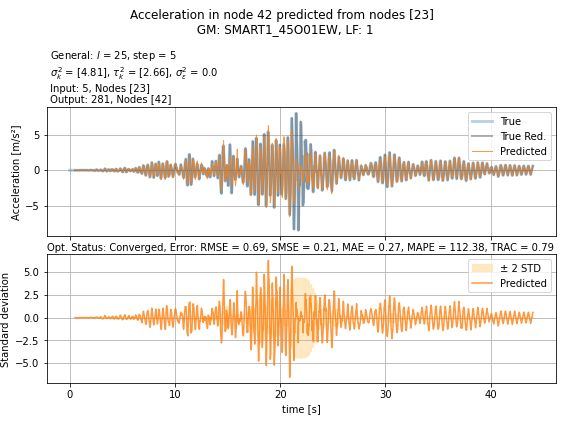 Acceleration in node 42 predicted from nodes [23]
GM: SMART1_45O01EW, LF: 1
General: l = 25, step = 5
σ²ₖ = [4.81], τ²ₖ = [2.66], σ²ε = 0.0
Input: 5, Nodes [23]
Output: 281, Nodes [42]
Acceleration [m/s²]
5
0
−5
True
True Red.
Predicted
Opt. Status: Converged, Error: RMSE = 0.69, SMSE = 0.21, MAE = 0.27, MAPE = 112.38, TRAC = 0.79
Standard deviation
5.0
2.5
0.0
−2.5
−5.0
± 2 STD
Predicted
0 10 20 30 40
time [s]